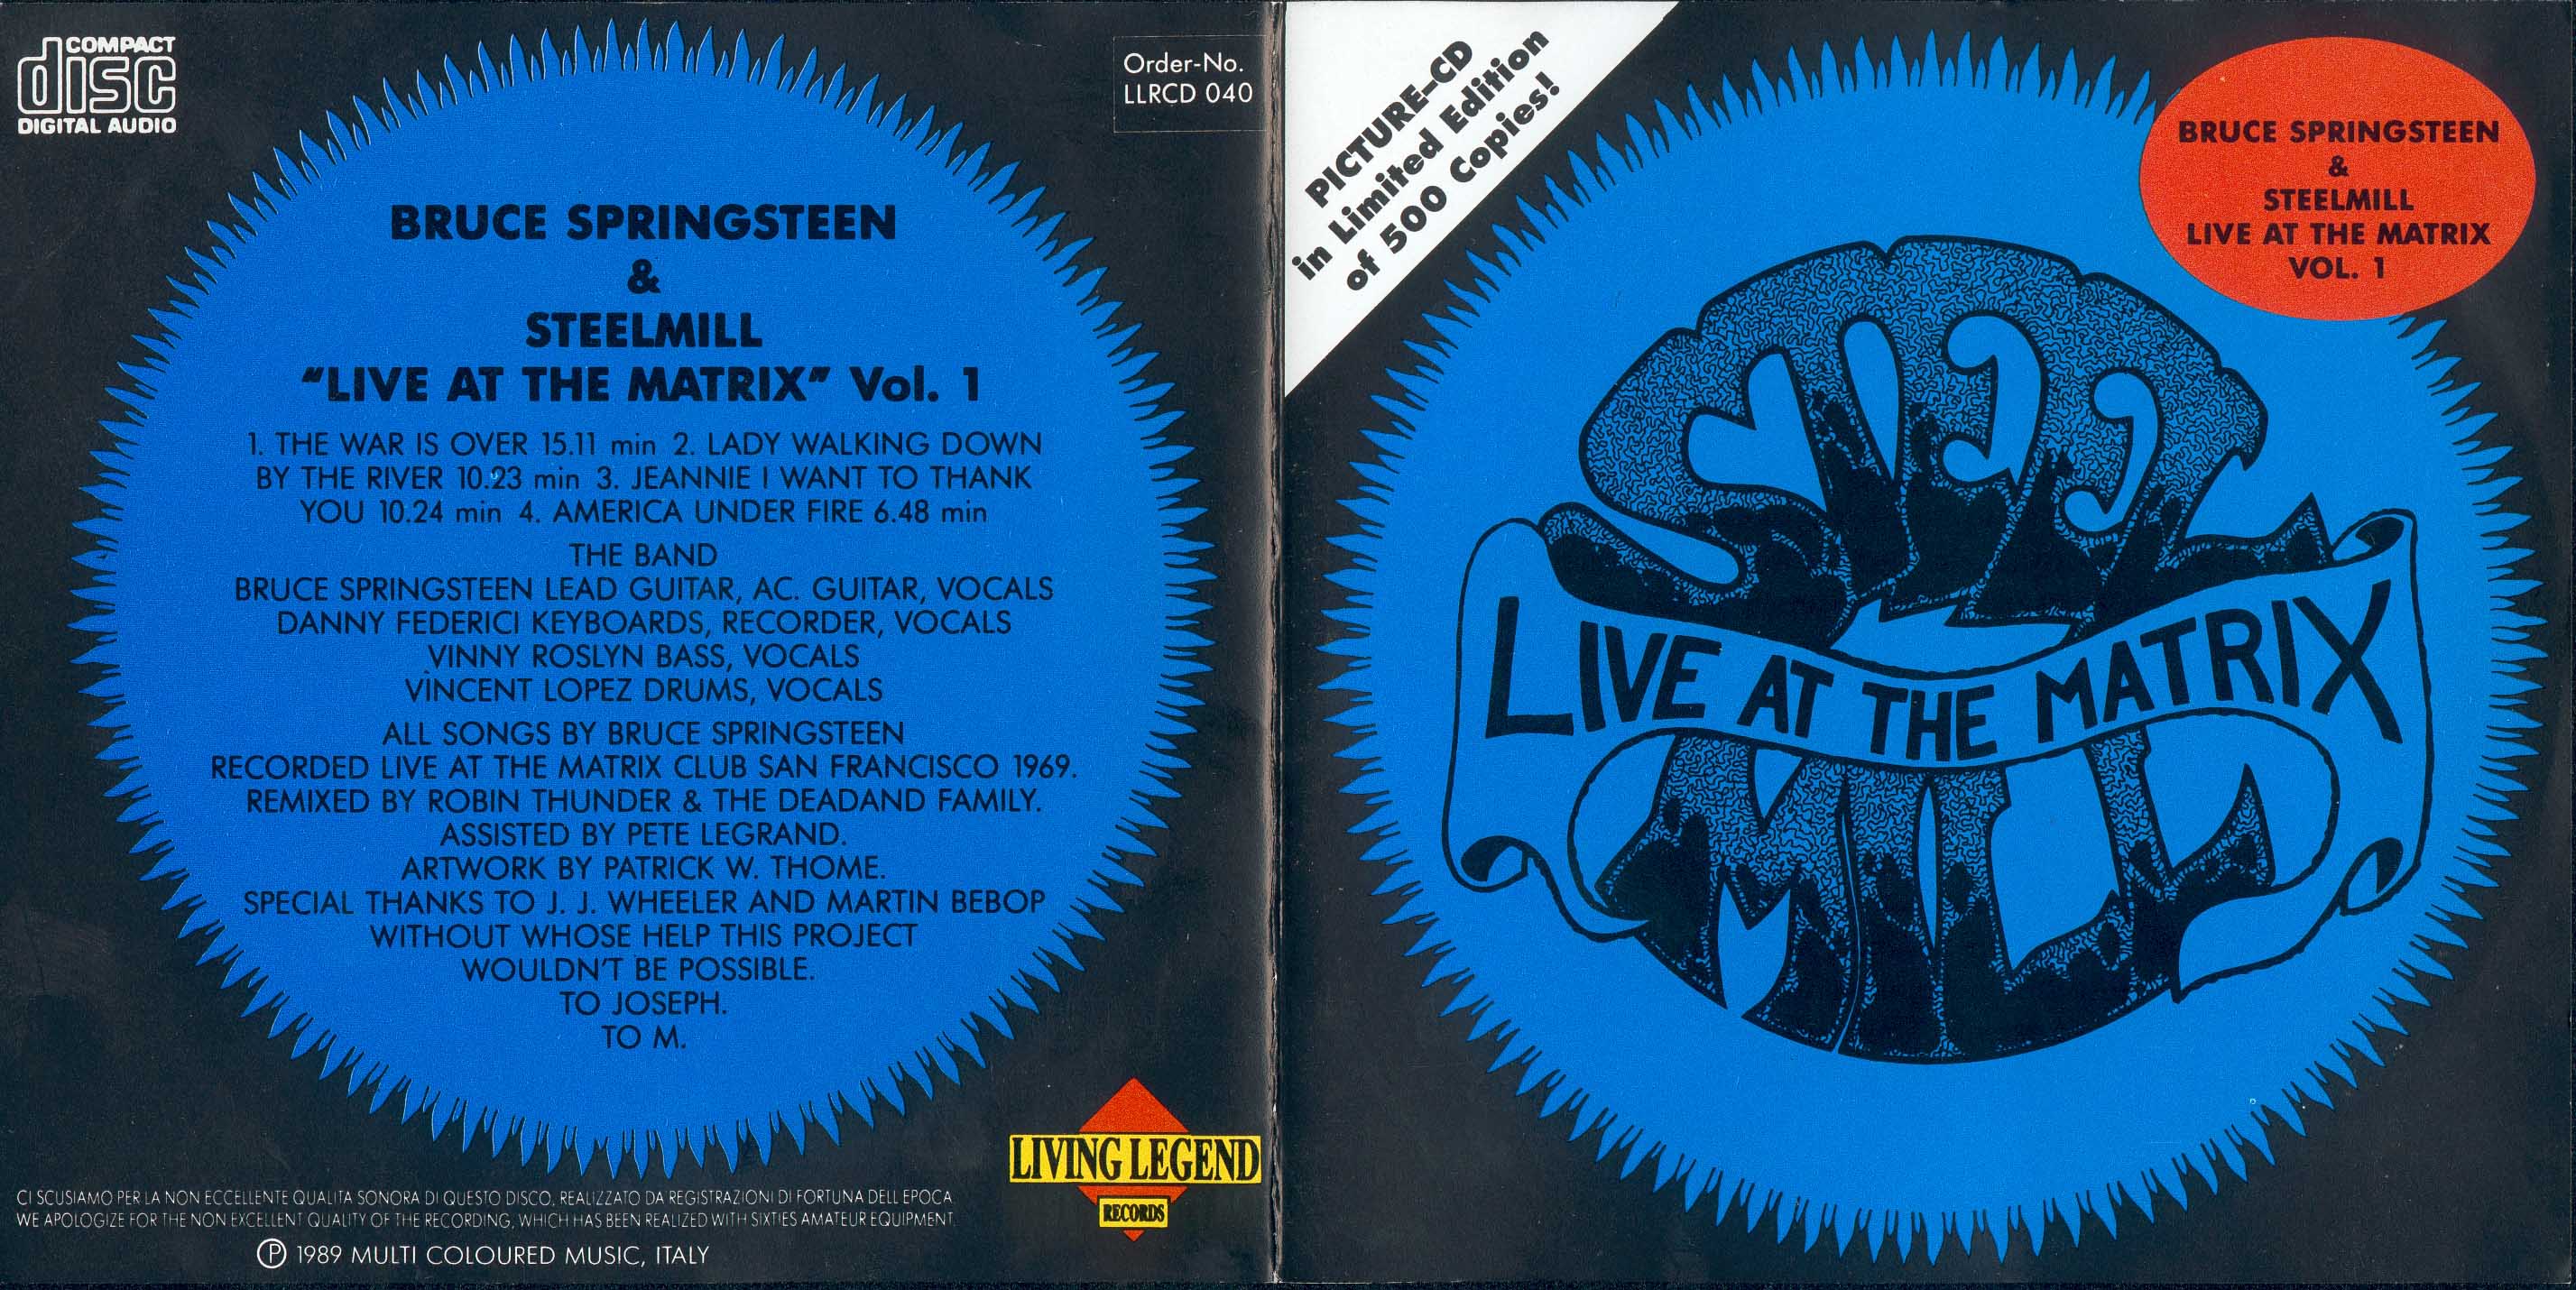 COMPACT
disc
DIGITAL AUDIO
Order-No.
LLRCD 040
BRUCE SPRINGSTEEN
&
STEELMILL
"LIVE AT THE MATRIX" Vol. 1
1. THE WAR IS OVER 15.11 min 2. LADY WALKING DOWN
BY THE RIVER 10.23 min 3. JEANNIE I WANT TO THANK
YOU 10.24 min 4. AMERICA UNDER FIRE 6.48 min
THE BAND
BRUCE SPRINGSTEEN LEAD GUITAR, AC. GUITAR, VOCALS
DANNY FEDERICI KEYBOARDS, RECORDER, VOCALS
VINNY ROSLYN BASS, VOCALS
VINCENT LOPEZ DRUMS, VOCALS
ALL SONGS BY BRUCE SPRINGSTEEN
RECORDED LIVE AT THE MATRIX CLUB SAN FRANCISCO 1969.
REMIXED BY ROBIN THUNDER & THE DEADAND FAMILY.
ASSISTED BY PETE LEGRAND.
ARTWORK BY PATRICK W. THOME.
SPECIAL THANKS TO J. J. WHEELER AND MARTIN BEBOP
WITHOUT WHOSE HELP THIS PROJECT
WOULDN'T BE POSSIBLE.
TO JOSEPH.
TO M.
LIVING LEGEND
RECORDS
CI SCUSIAMO PER LA NON ECCELLENTE QUALITA SONORA DI QUESTO DISCO, REALIZZATO DA REGISTRAZIONI DI FORTUNA DELL EPOCA.
WE APOLOGIZE FOR THE NON EXCELLENT QUALITY OF THE RECORDING, WHICH HAS BEEN REALIZED WITH SIXTIES AMATEUR EQUIPMENT.
℗ 1989 MULTI COLOURED MUSIC, ITALY
PICTURE-CD
in Limited Edition
of 500 Copies!
BRUCE SPRINGSTEEN
&
STEELMILL
LIVE AT THE MATRIX
VOL. 1
STEEL
LIVE AT THE MATRIX
MILL